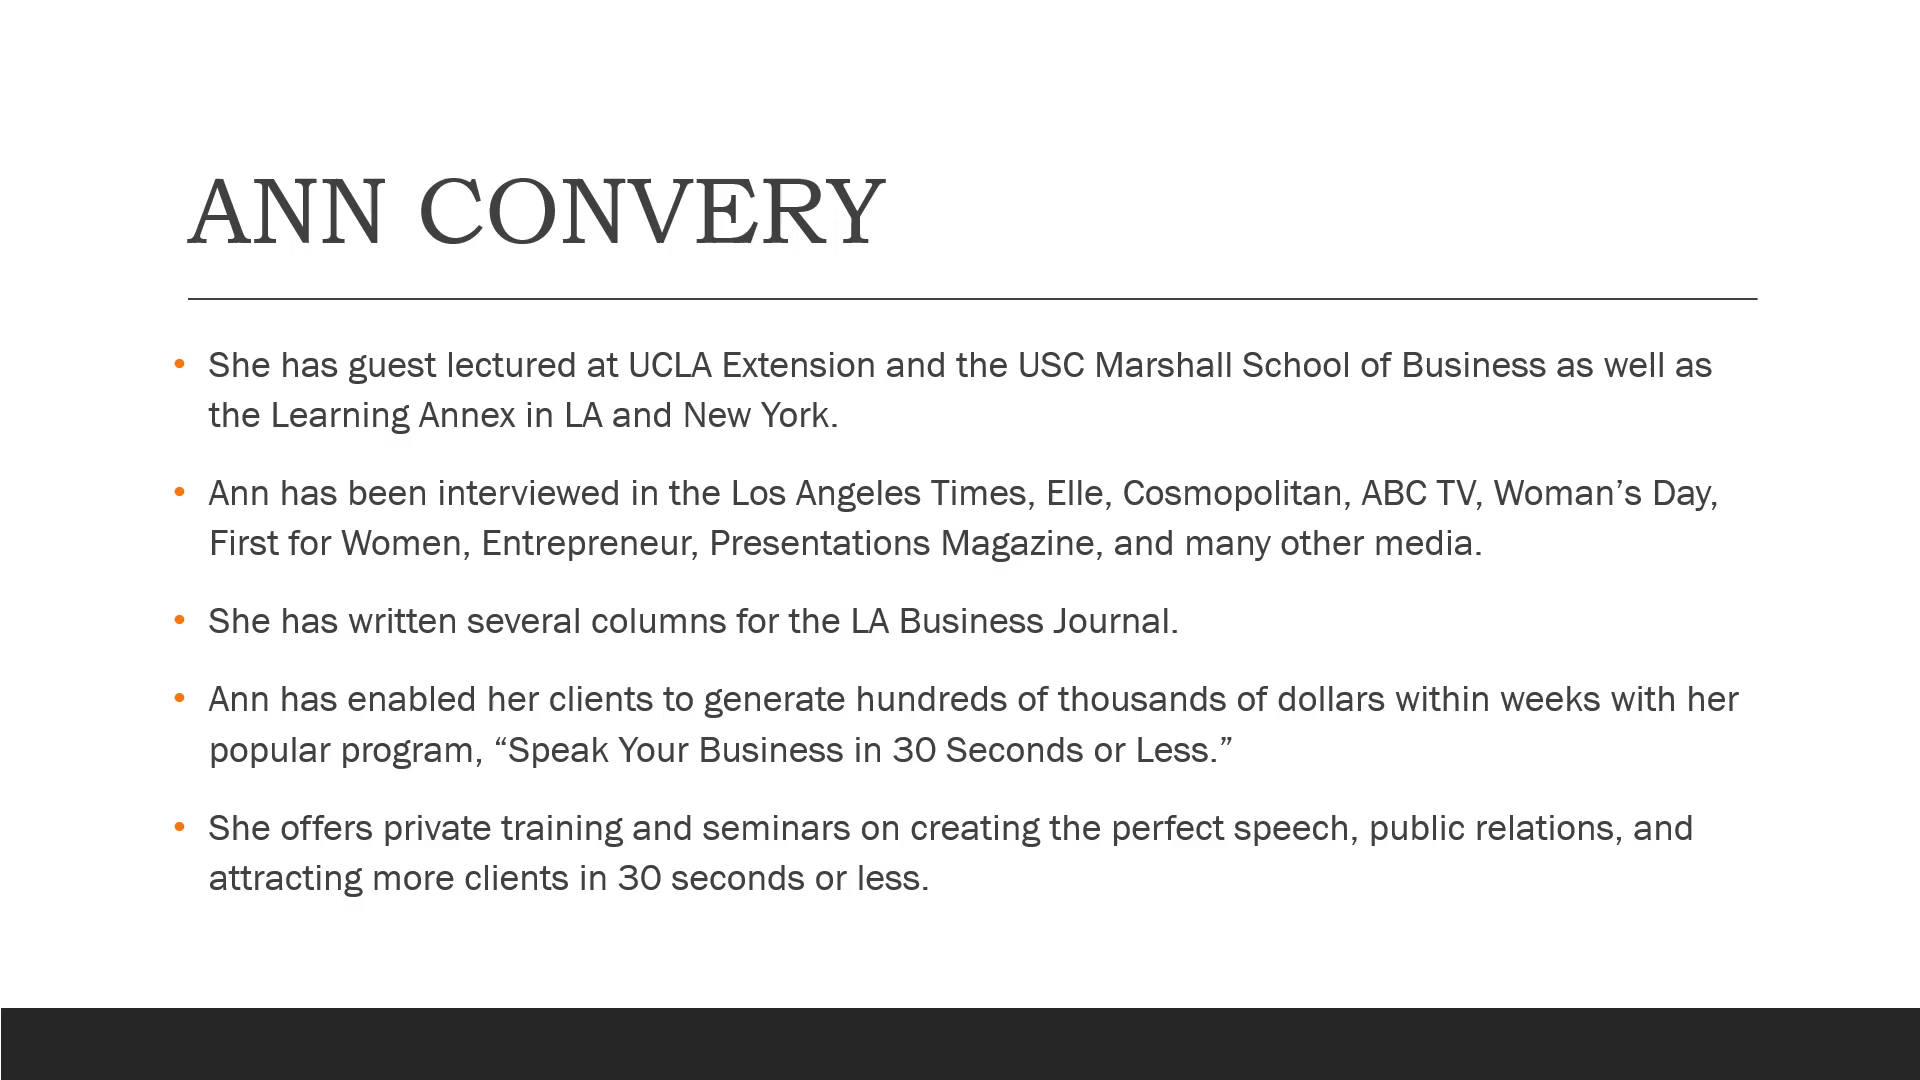 ANN CONVERY
• She has guest lectured at UCLA Extension and the USC Marshall School of Business as well as
the Learning Annex in LA and New York.
• Ann has been interviewed in the Los Angeles Times, Elle, Cosmopolitan, ABC TV, Woman’s Day,
First for Women, Entrepreneur, Presentations Magazine, and many other media.
• She has written several columns for the LA Business Journal.
• Ann has enabled her clients to generate hundreds of thousands of dollars within weeks with her
popular program, “Speak Your Business in 30 Seconds or Less.”
• She offers private training and seminars on creating the perfect speech, public relations, and
attracting more clients in 30 seconds or less.